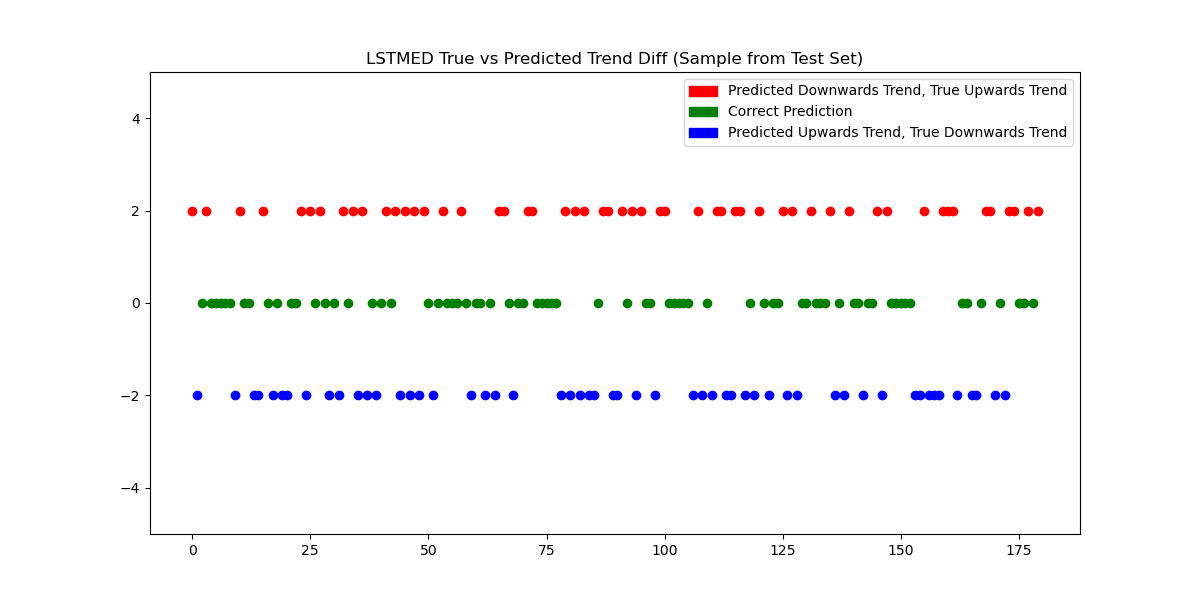 LSTMED True vs Predicted Trend Diff (Sample from Test Set)
Predicted Downwards Trend, True Upwards Trend
Correct Prediction
Predicted Upwards Trend, True Downwards Trend
4
2
0
−2
−4
0 25 50 75 100 125 150 175